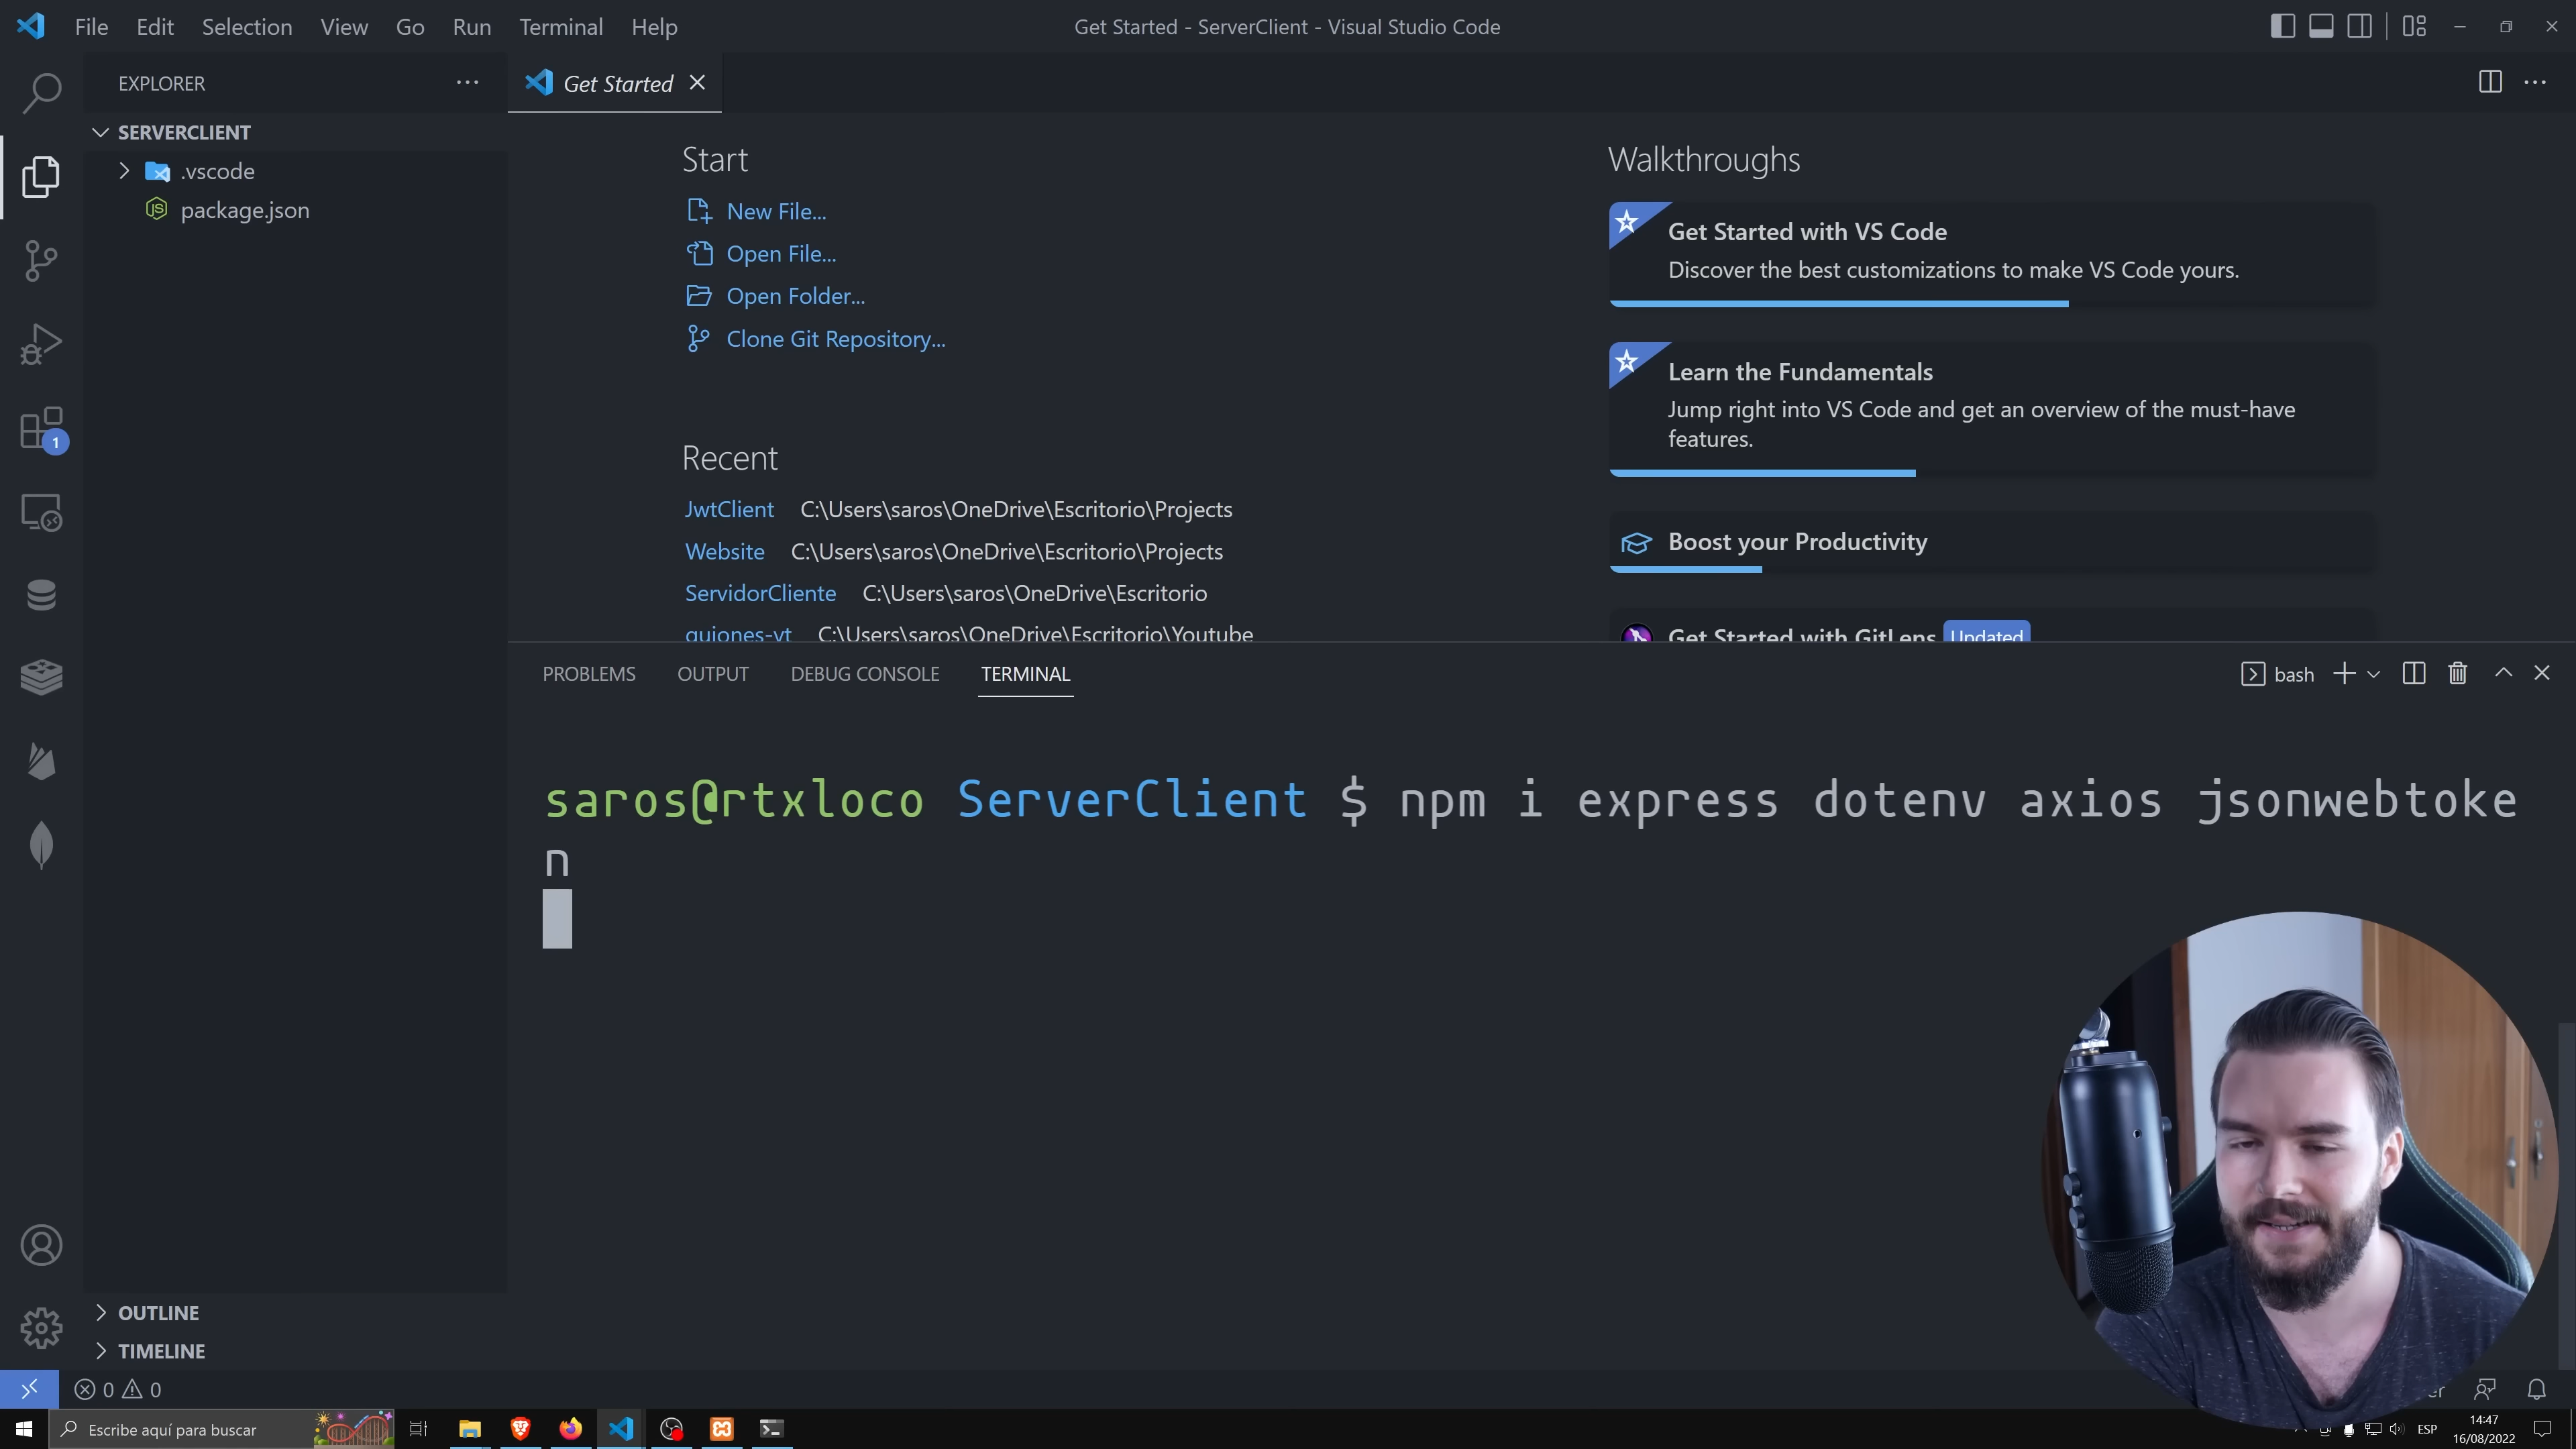 File Edit Selection View Go Run Terminal Help
Get Started - ServerClient - Visual Studio Code
EXPLORER
Get Started
SERVERCLIENT
.vscode
package.json
1
Start
New File...
Open File...
Open Folder...
Clone Git Repository...
Recent
JwtClient C:\Users\saros\OneDrive\Escritorio\Projects
Website C:\Users\saros\OneDrive\Escritorio\Projects
ServidorCliente C:\Users\saros\OneDrive\Escritorio
guiones-yt C:\Users\saros\OneDrive\Escritorio\Youtube
Walkthroughs
Get Started with VS Code
Discover the best customizations to make VS Code yours.
Learn the Fundamentals
Jump right into VS Code and get an overview of the must-have
features.
Boost your Productivity
Get Started with GitLens Updated
PROBLEMS OUTPUT DEBUG CONSOLE TERMINAL
bash
saros@rtxloco ServerClient $ npm i express dotenv axios jsonwebtoke
n
OUTLINE
TIMELINE
0 0
Escribe aquí para buscar
ESP
14:47
16/08/2022